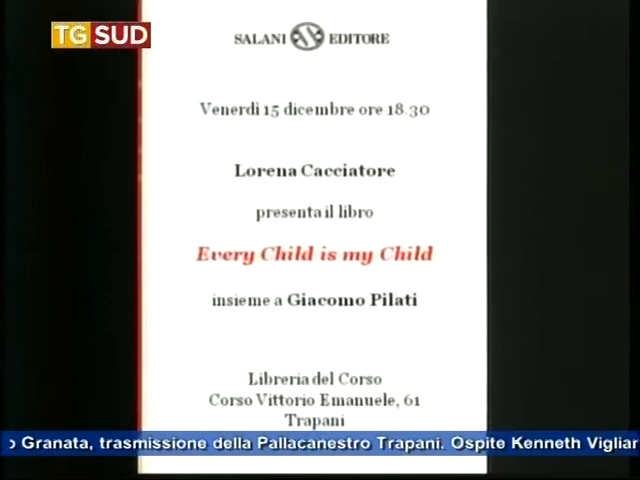 TG SUD
SALANI EDITORE
Venerdì 15 dicembre ore 18.30
Lorena Cacciatore
presenta il libro
Every Child is my Child
insieme a Giacomo Pilati
Libreria del Corso
Corso Vittorio Emanuele, 61
Trapani
o Granata, trasmissione della Pallacanestro Trapani. Ospite Kenneth Vigliar